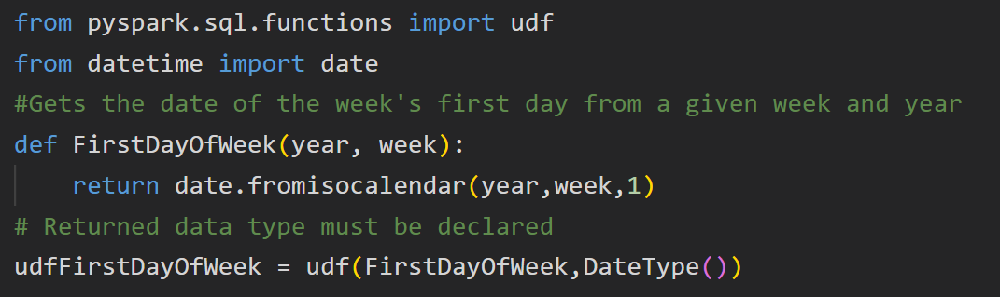 from pyspark.sql.functions import udf
from datetime import date
#Gets the date of the week's first day from a given week and year
def FirstDayOfWeek(year, week):
    return date.fromisocalendar(year,week,1)
# Returned data type must be declared
udfFirstDayOfWeek = udf(FirstDayOfWeek,DateType())